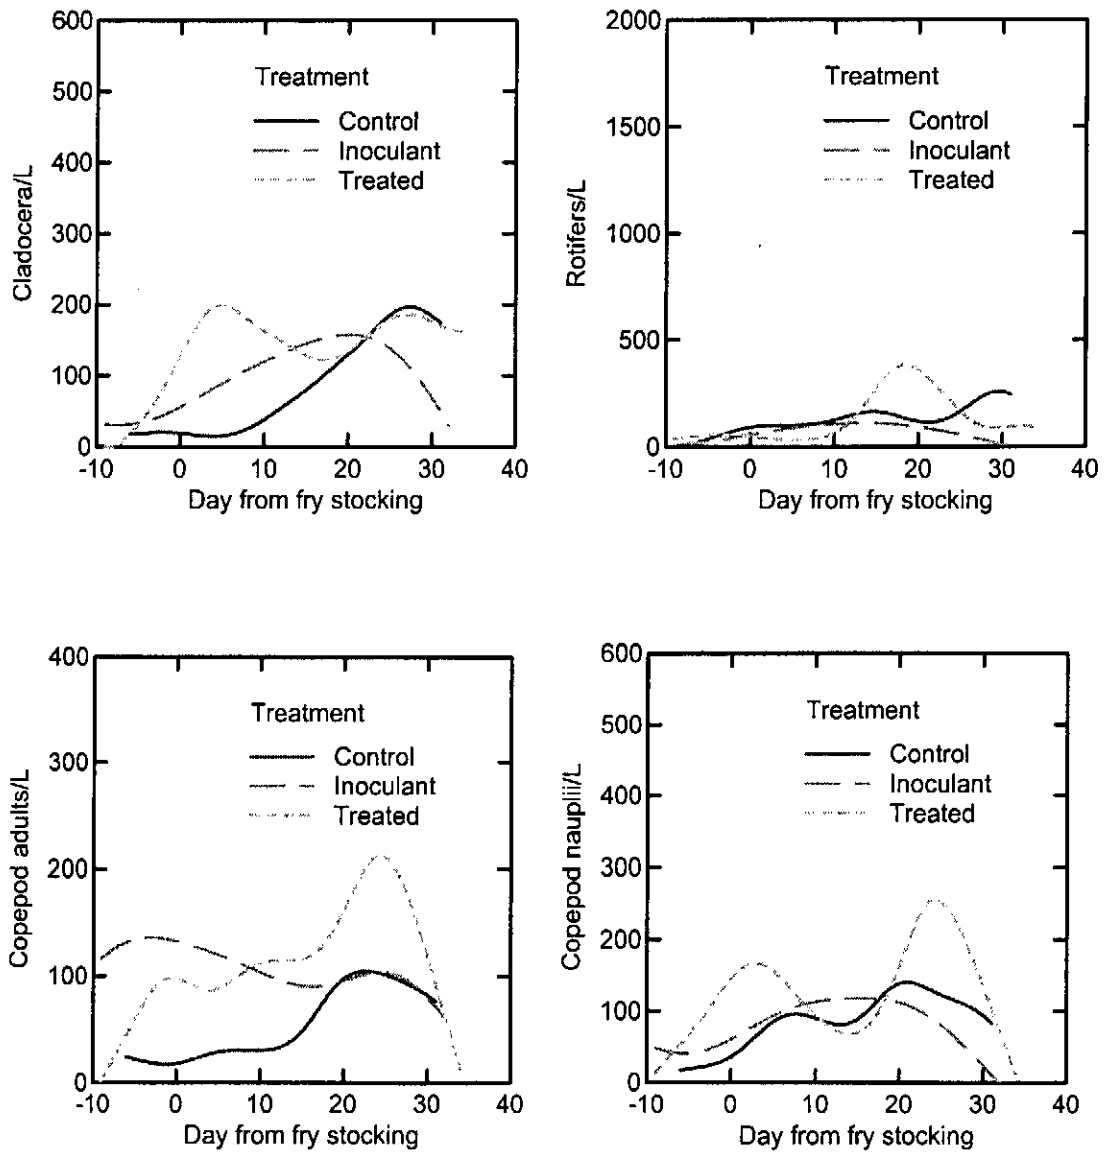 600
500
400
300
200
100
0
Cladocera/L
Treatment
Control
Inoculant
Treated
-10 0 10 20 30 40
Day from fry stocking
2000
1500
1000
500
0
Rotifers/L
Treatment
Control
Inoculant
Treated
-10 0 10 20 30 40
Day from fry stocking
400
300
200
100
0
Copepod adults/L
Treatment
Control
Inoculant
Treated
-10 0 10 20 30 40
Day from fry stocking
600
500
400
300
200
100
0
Copepod nauplii/L
Treatment
Control
Inoculant
Treated
-10 0 10 20 30 40
Day from fry stocking